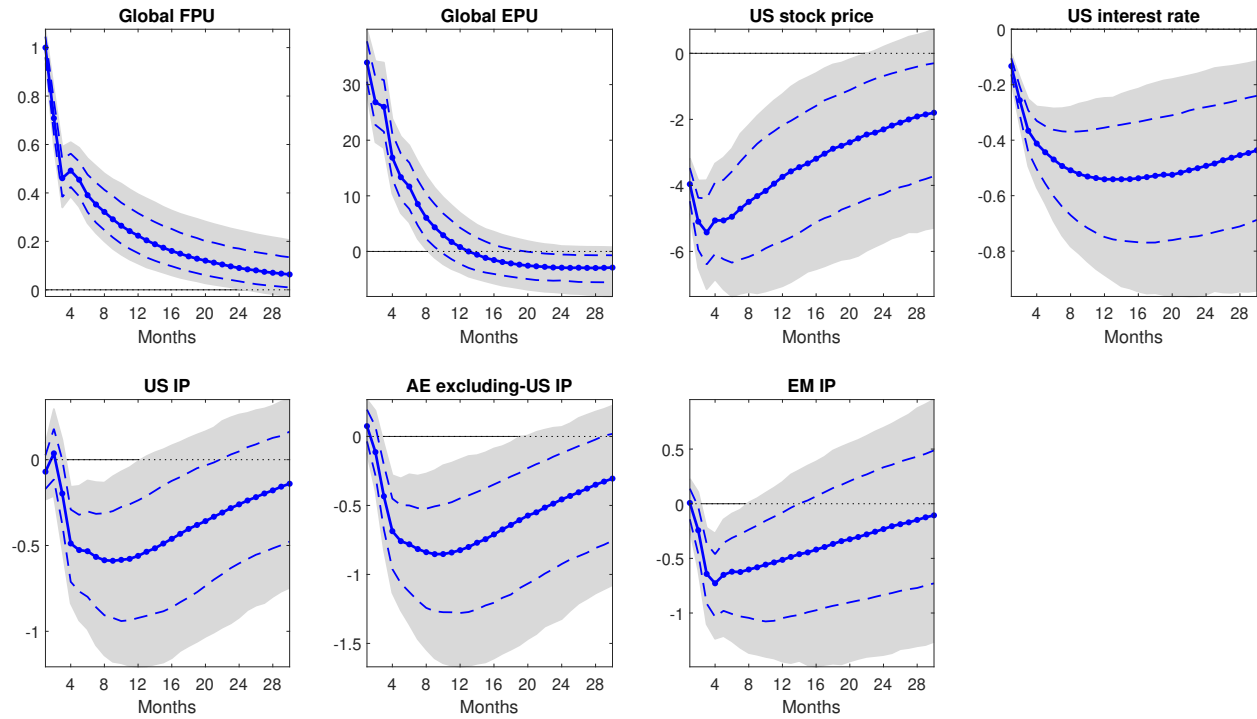 Global FPU
1
0.8
0.6
0.4
0.2
0
4 8 12 16 20 24 28
Months
Global EPU
30
20
10
0
4 8 12 16 20 24 28
Months
US stock price
0
-2
-4
-6
4 8 12 16 20 24 28
Months
US interest rate
0
-0.2
-0.4
-0.6
-0.8
4 8 12 16 20 24 28
Months
US IP
0
-0.5
-1
4 8 12 16 20 24 28
Months
AE excluding-US IP
0
-0.5
-1
-1.5
4 8 12 16 20 24 28
Months
EM IP
0.5
0
-0.5
-1
4 8 12 16 20 24 28
Months